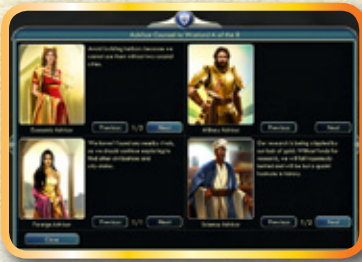 Advisor Counsel to Warlord A of the B
Avoid building harbors because we
cannot use them without two coastal
cities.
Economic Advisor
Previous 1/2 Next
Military Advisor
Previous Next
We haven't found any nearby rivals,
so we should continue exploring to
find other civilizations and
city-states.
Foreign Advisor
Previous 1/1 Next
Our research is being crippled by
our lack of gold. Without funds for
research, we will fall
behind and will be but a quaint
footnote in history.
Science Advisor
Previous 1/2 Next
Close